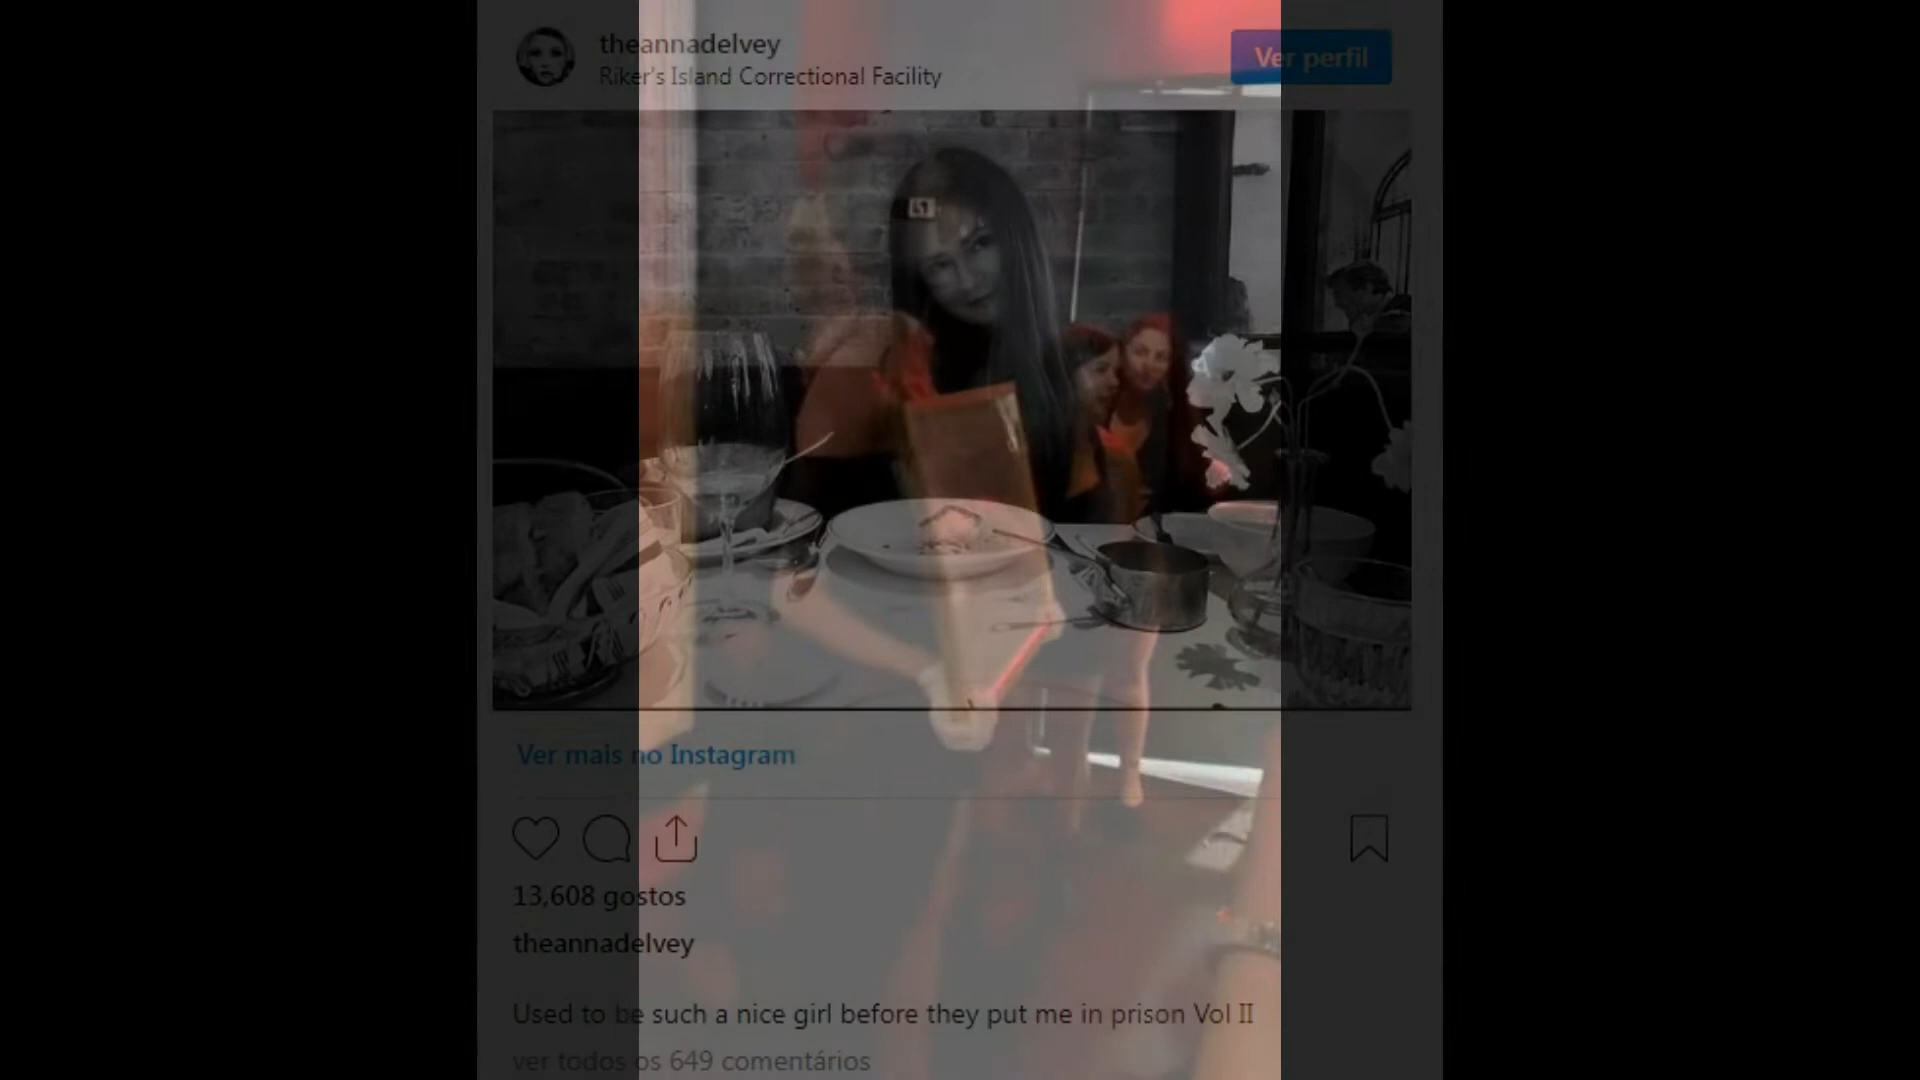 theannadelvey
Riker's Island Correctional Facility
Ver perfil
Ver mais no Instagram
13,608 gostos
theannadelvey
Used to be such a nice girl before they put me in prison Vol II
ver todos os 649 comentários